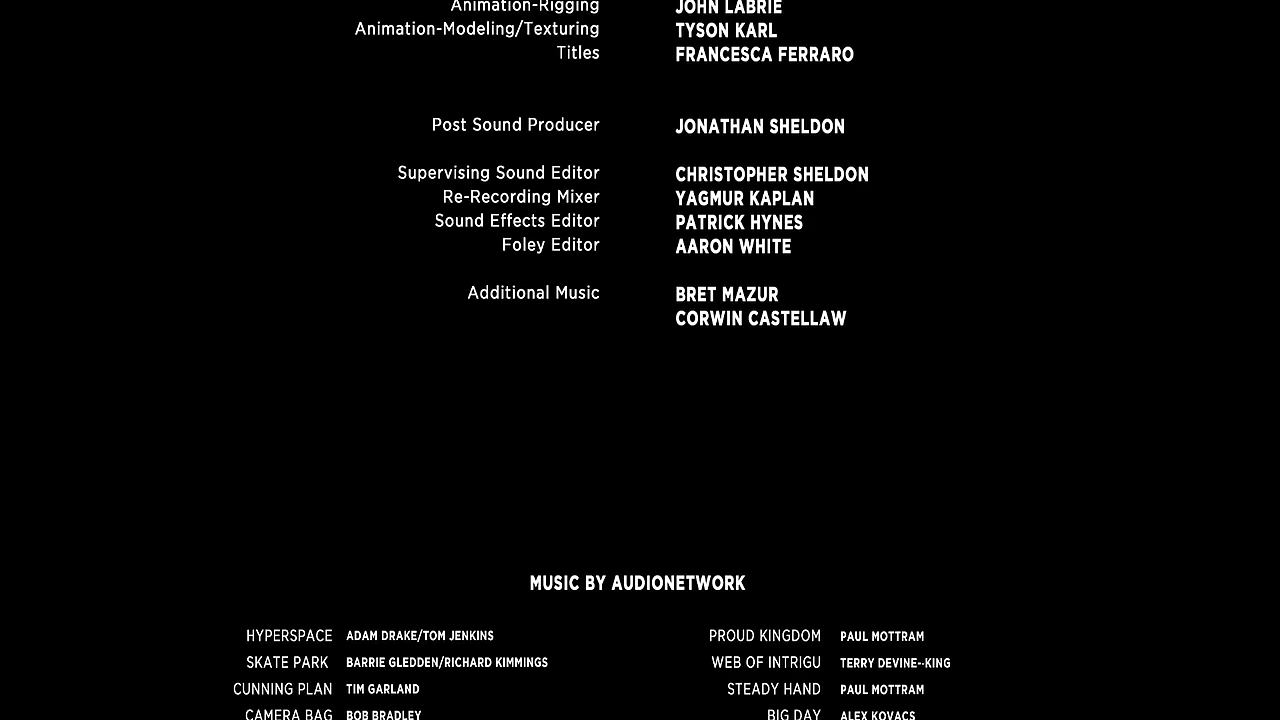 Animation-Rigging JOHN LABRIE
Animation-Modeling/Texturing TYSON KARL
Titles FRANCESCA FERRARO
Post Sound Producer JONATHAN SHELDON
Supervising Sound Editor CHRISTOPHER SHELDON
Re-Recording Mixer YAGMUR KAPLAN
Sound Effects Editor PATRICK HYNES
Foley Editor AARON WHITE
Additional Music BRET MAZUR
CORWIN CASTELLAW
MUSIC BY AUDIONETWORK
HYPERSPACE ADAM DRAKE/TOM JENKINS PROUD KINGDOM PAUL MOTTRAM
SKATE PARK BARRIE GLEDDEN/RICHARD KIMMINGS WEB OF INTRIGU TERRY DEVINE--KING
CUNNING PLAN TIM GARLAND STEADY HAND PAUL MOTTRAM
CAMERA BAG BOB BRADLEY BIG DAY ALEX KOVACS